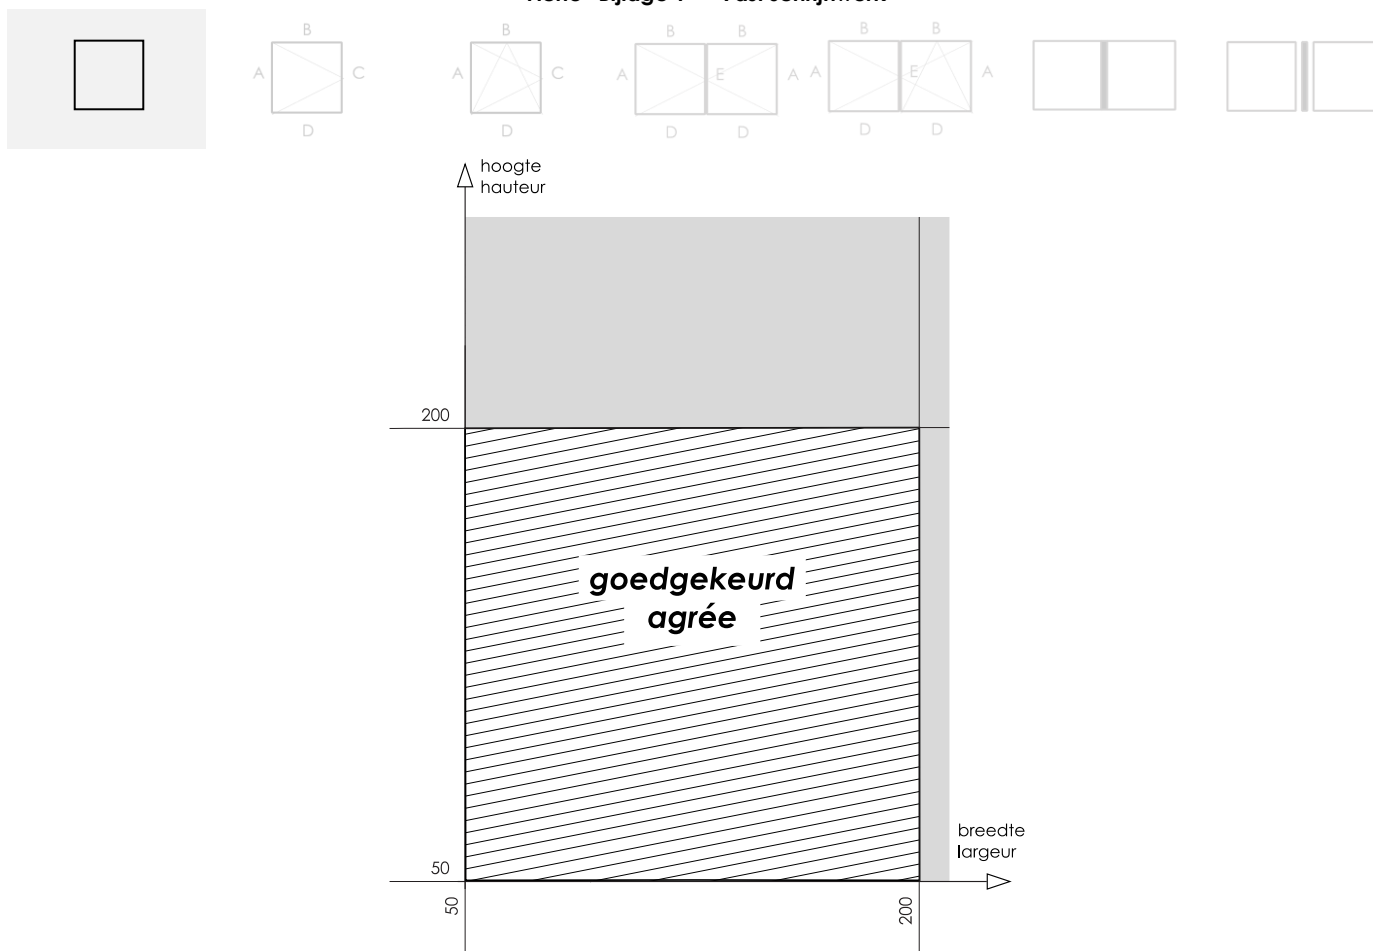 B B B B B B
A C A C A E A A E A
D D D D D D
hoogte
hauteur
200
goedgekeurd
agrée
breedte
largeur
50
50
200